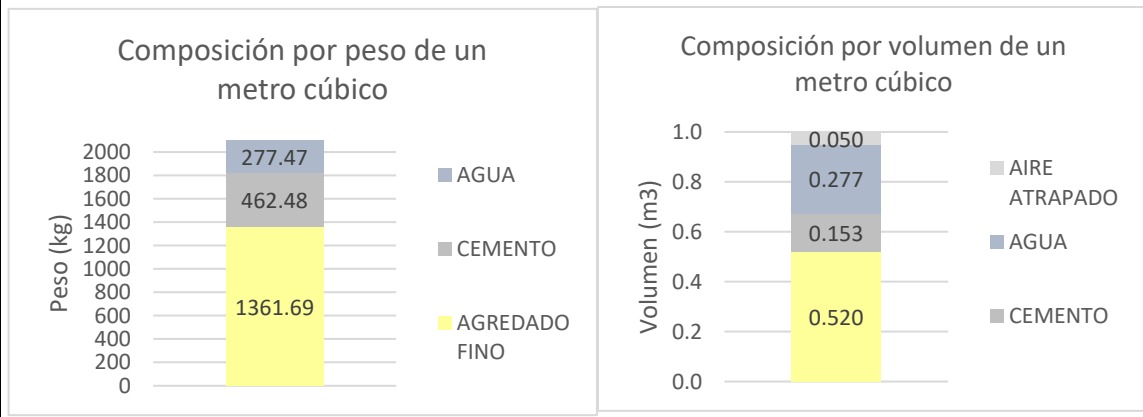 Composición por peso de un
metro cúbico
Peso (kg)
2000
1800
1600
1400
1200
1000
800
600
400
200
0
277.47
462.48
1361.69
AGUA
CEMENTO
AGREDADO
FINO
Composición por volumen de un
metro cúbico
Volumen (m3)
1.0
0.8
0.6
0.4
0.2
0.0
0.050
0.277
0.153
0.520
AIRE
ATRAPADO
AGUA
CEMENTO